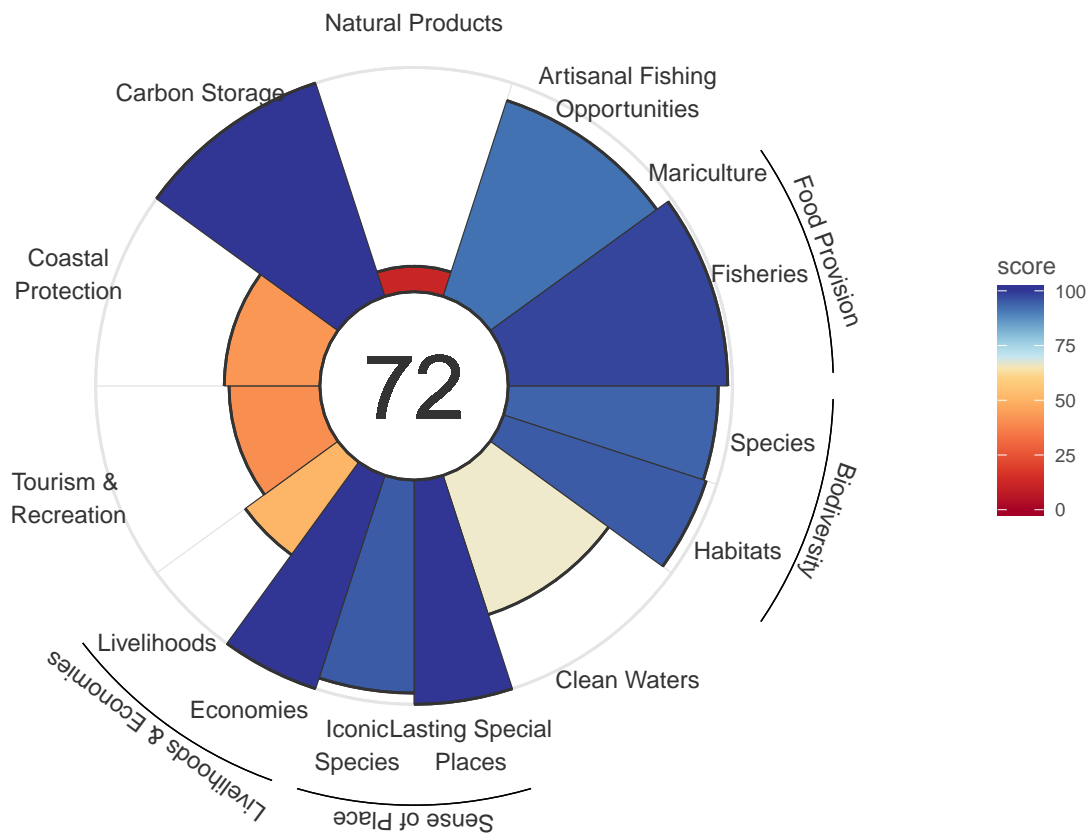 Natural Products
Artisanal Fishing
Opportunities
Carbon Storage
Mariculture
Food Provision
Fisheries
Coastal
Protection
score
100
75
50
25
0
72
Species
Biodiversity
Habitats
Tourism &
Recreation
Clean Waters
Livelihoods
Economies
Livelihoods & Economies
Iconic
Species
Lasting Special
Places
Sense of Place